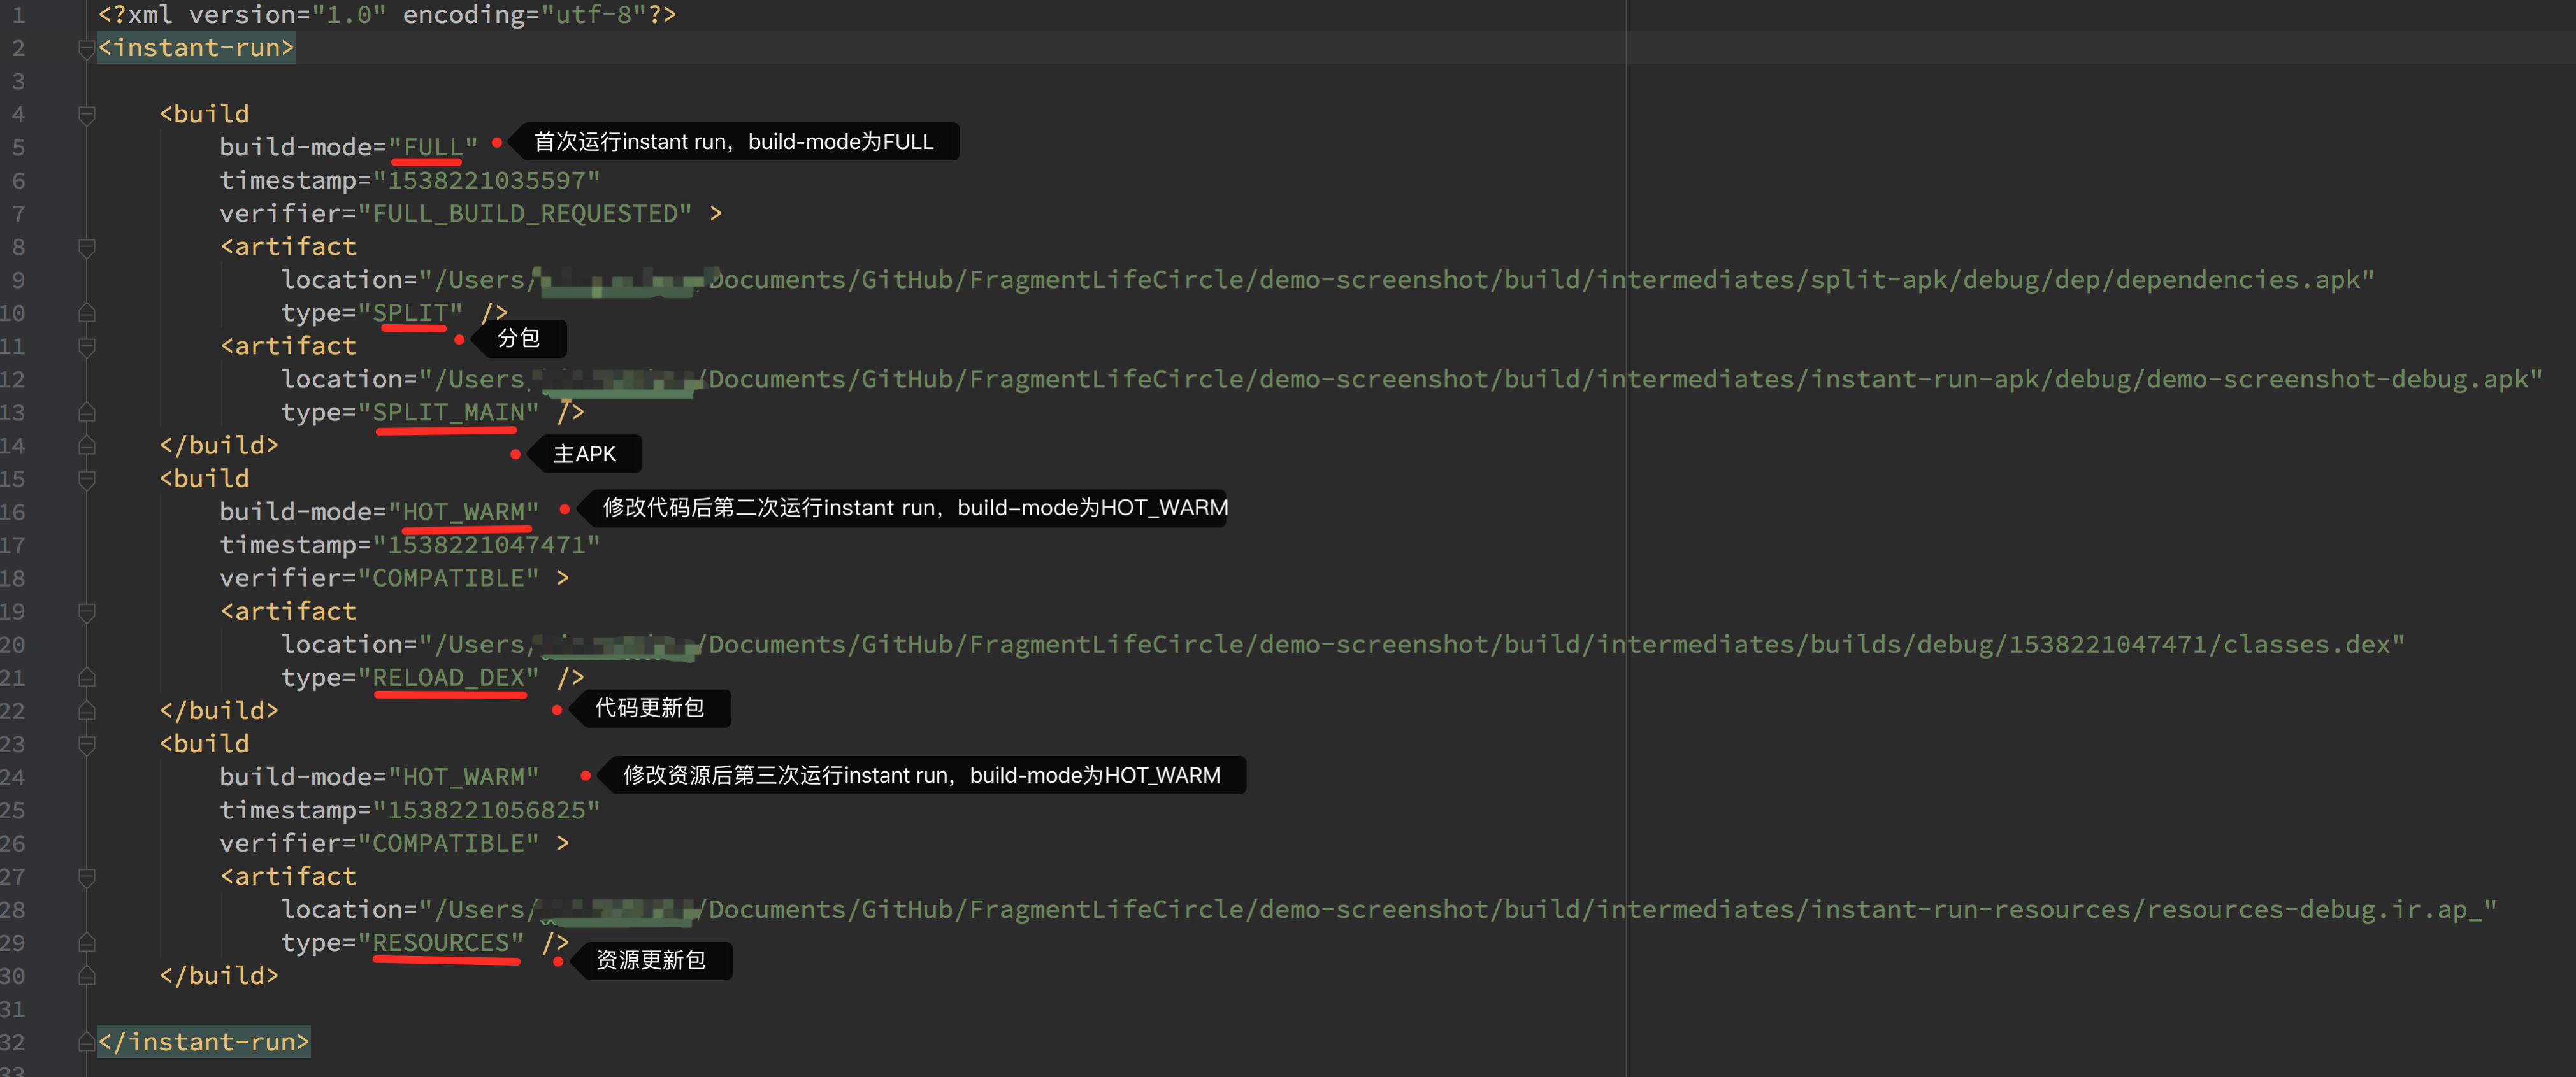 1 <?xml version="1.0" encoding="utf-8"?>
2 <instant-run>
3
4 <build
5 build-mode="FULL" 首次运行instant run，build-mode为FULL
6 timestamp="1538221035597"
7 verifier="FULL_BUILD_REQUESTED" >
8 <artifact
9 location="/Users/ /Documents/GitHub/FragmentLifeCircle/demo-screenshot/build/intermediates/split-apk/debug/dep/dependencies.apk"
10 type="SPLIT" />
分包
11 <artifact
12 location="/Users/ /Documents/GitHub/FragmentLifeCircle/demo-screenshot/build/intermediates/instant-run-apk/debug/demo-screenshot-debug.apk"
13 type="SPLIT_MAIN" />
14 </build>
主APK
15 <build
16 build-mode="HOT_WARM" 修改代码后第二次运行instant run，build-mode为HOT_WARM
17 timestamp="1538221047471"
18 verifier="COMPATIBLE" >
19 <artifact
20 location="/Users/ /Documents/GitHub/FragmentLifeCircle/demo-screenshot/build/intermediates/builds/debug/1538221047471/classes.dex"
21 type="RELOAD_DEX" />
22 </build> 代码更新包
23 <build
24 build-mode="HOT_WARM" 修改资源后第三次运行instant run，build-mode为HOT_WARM
25 timestamp="1538221056825"
26 verifier="COMPATIBLE" >
27 <artifact
28 location="/Users/ /Documents/GitHub/FragmentLifeCircle/demo-screenshot/build/intermediates/instant-run-resources/resources-debug.ir.ap_"
29 type="RESOURCES" />
资源更新包
30 </build>
31
32 </instant-run>
33